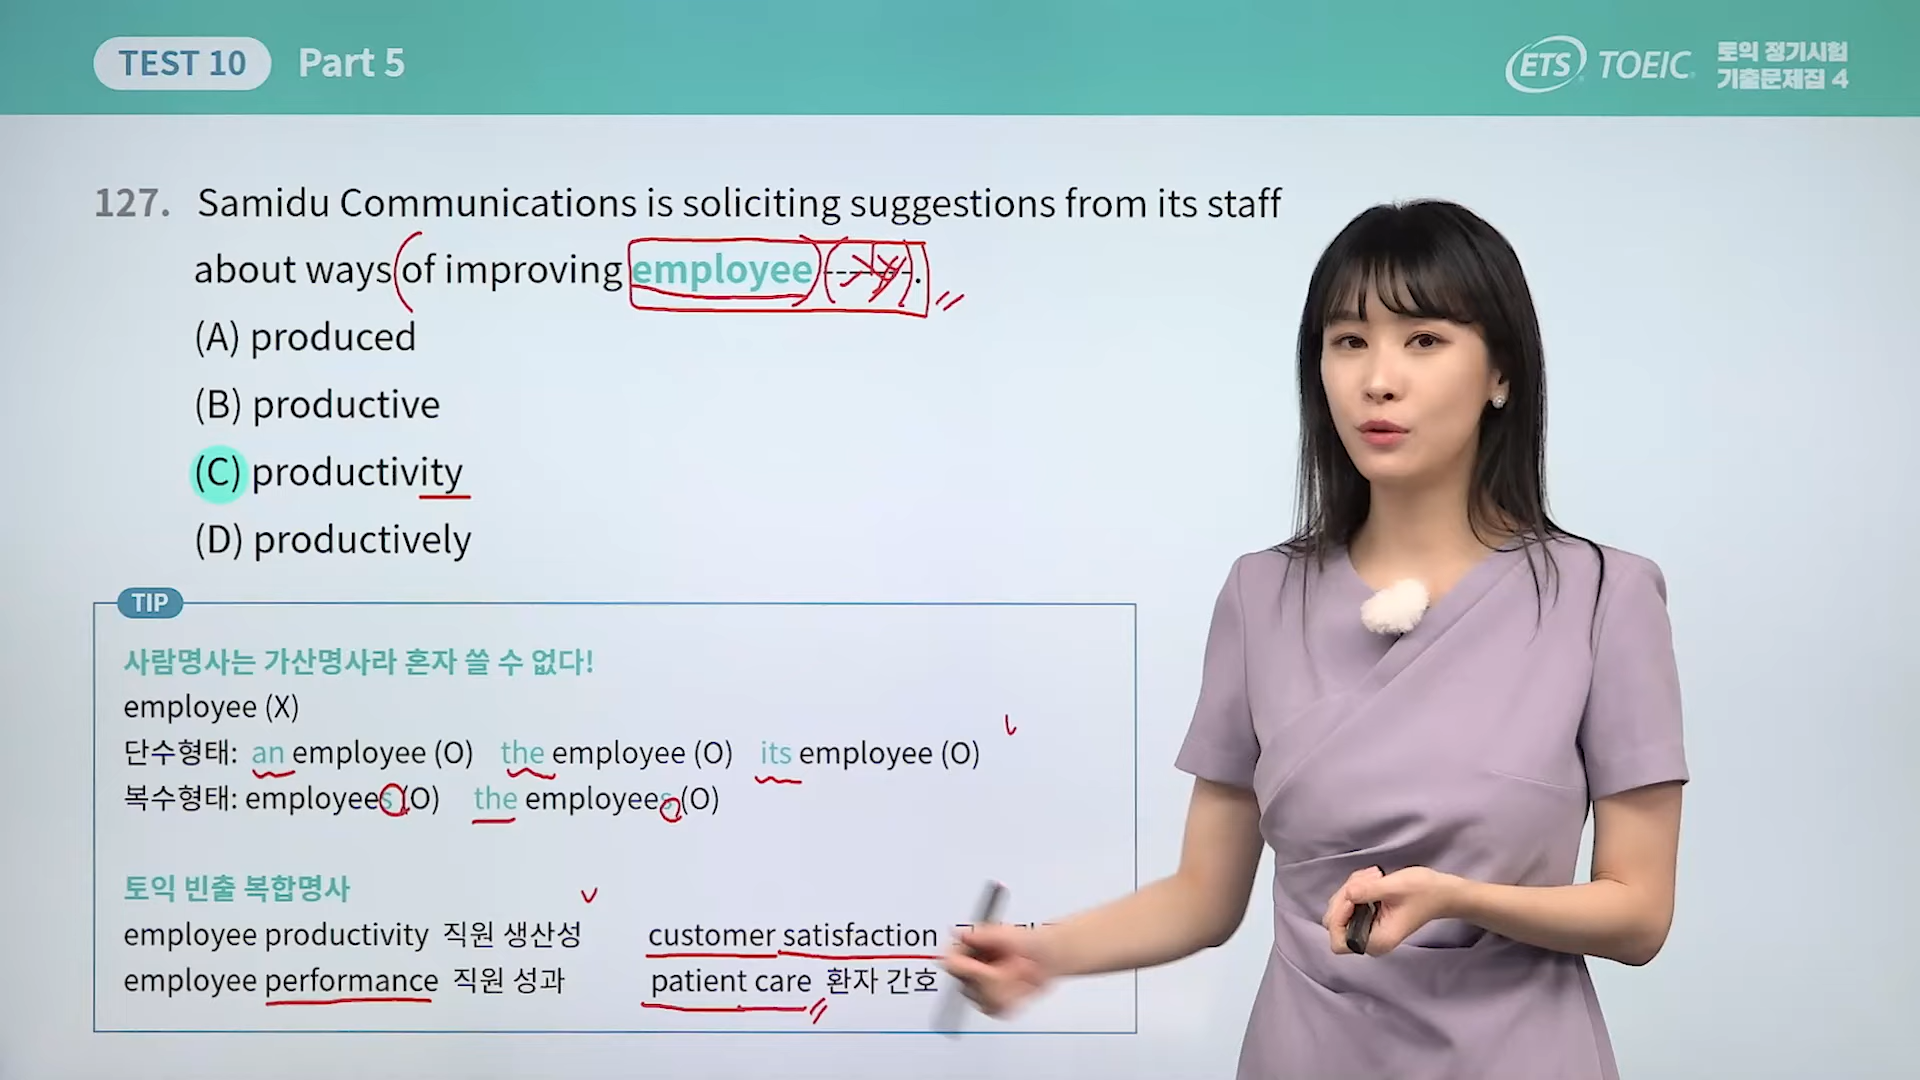 TEST 10 Part 5
ETS TOEIC 토익 정기시험
기출문제집 4
127. Samidu Communications is soliciting suggestions from its staff
about ways of improving employee -------.
(A) produced
(B) productive
(C) productivity
(D) productively
TIP
사람명사는 가산명사라 혼자 쓸 수 없다!
employee (X)
단수형태: an employee (O) the employee (O) its employee (O)
복수형태: employees (O) the employees (O)
토익 빈출 복합명사
employee productivity 직원 생산성 customer satisfaction
employee performance 직원 성과 patient care 환자 간호